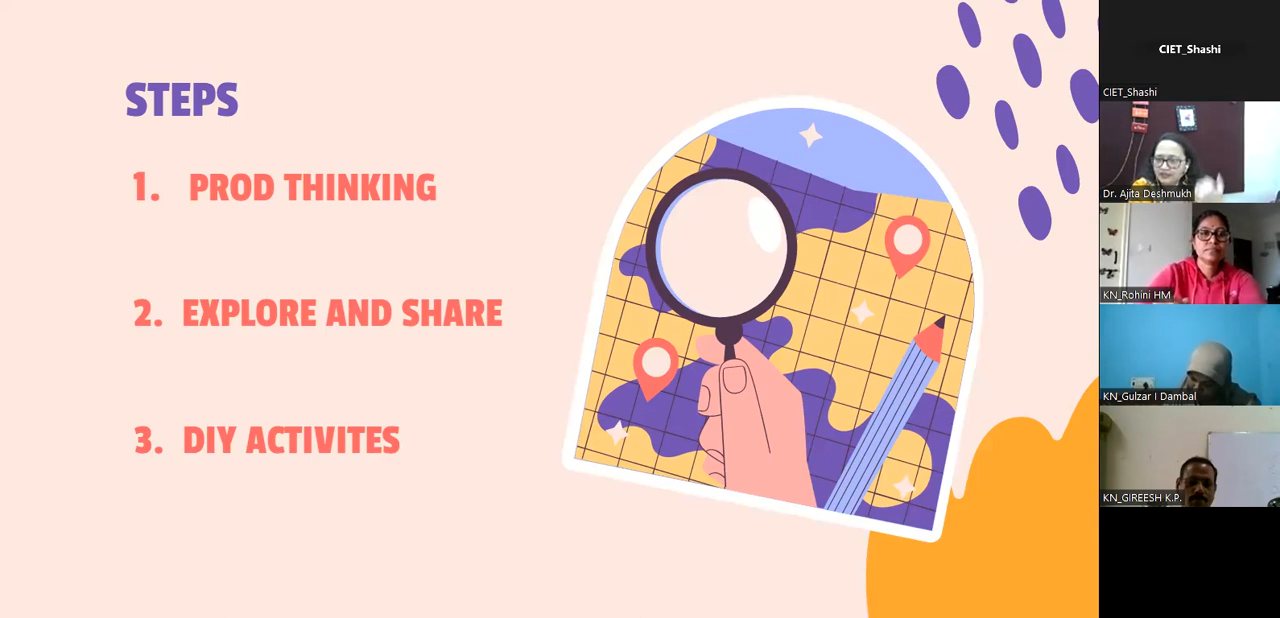 STEPS
1. PROD THINKING
2. EXPLORE AND SHARE
3. DIY ACTIVITES
CIET_Shashi
CIET_Shashi
Dr. Ajita Deshmukh
KN_Rohini HM
KN_Gulzar I Dambal
KN_GIREESH K.P.